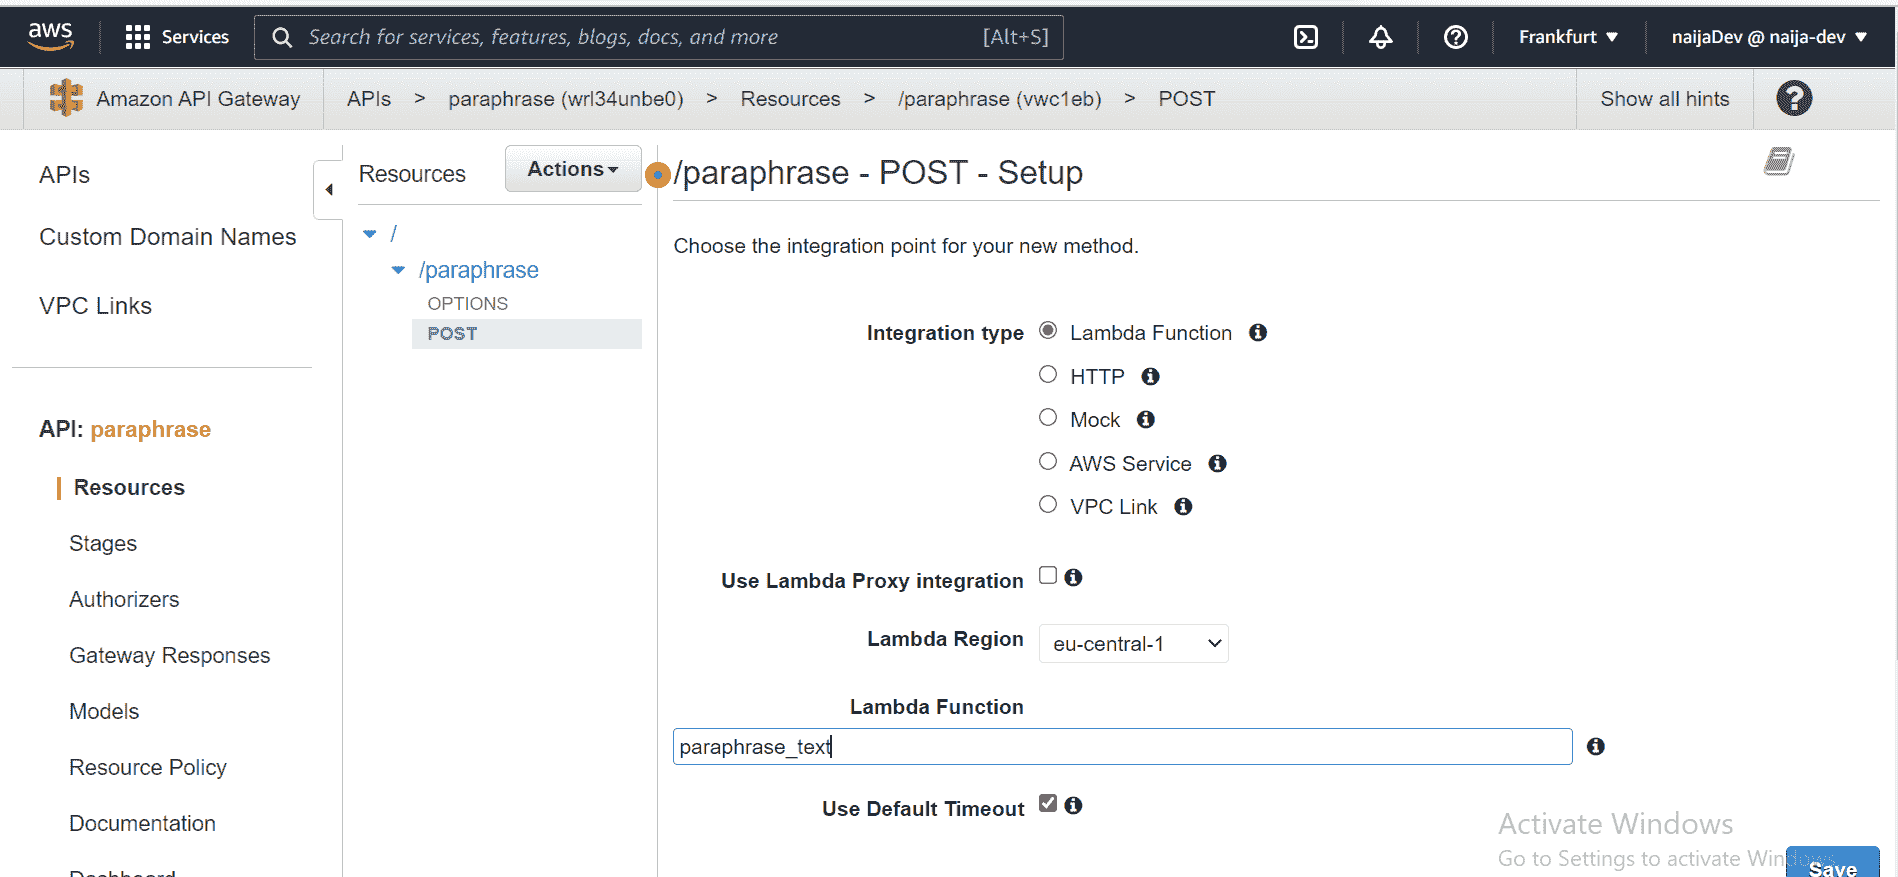 aws Services Search for services, features, blogs, docs, and more [Alt+S] Frankfurt naijaDev @ naija-dev
Amazon API Gateway APIs > paraphrase (wrl34unbe0) > Resources > /paraphrase (vwc1eb) > POST Show all hints
APIs
Custom Domain Names
VPC Links
API: paraphrase
Resources
Stages
Authorizers
Gateway Responses
Models
Resource Policy
Documentation
Dashboard
Resources Actions
/
/paraphrase
OPTIONS
POST
/paraphrase - POST - Setup
Choose the integration point for your new method.
Integration type Lambda Function
HTTP
Mock
AWS Service
VPC Link
Use Lambda Proxy integration
Lambda Region eu-central-1
Lambda Function
paraphrase_text
Use Default Timeout
Activate Windows
Go to Settings to activate Windows.
Save